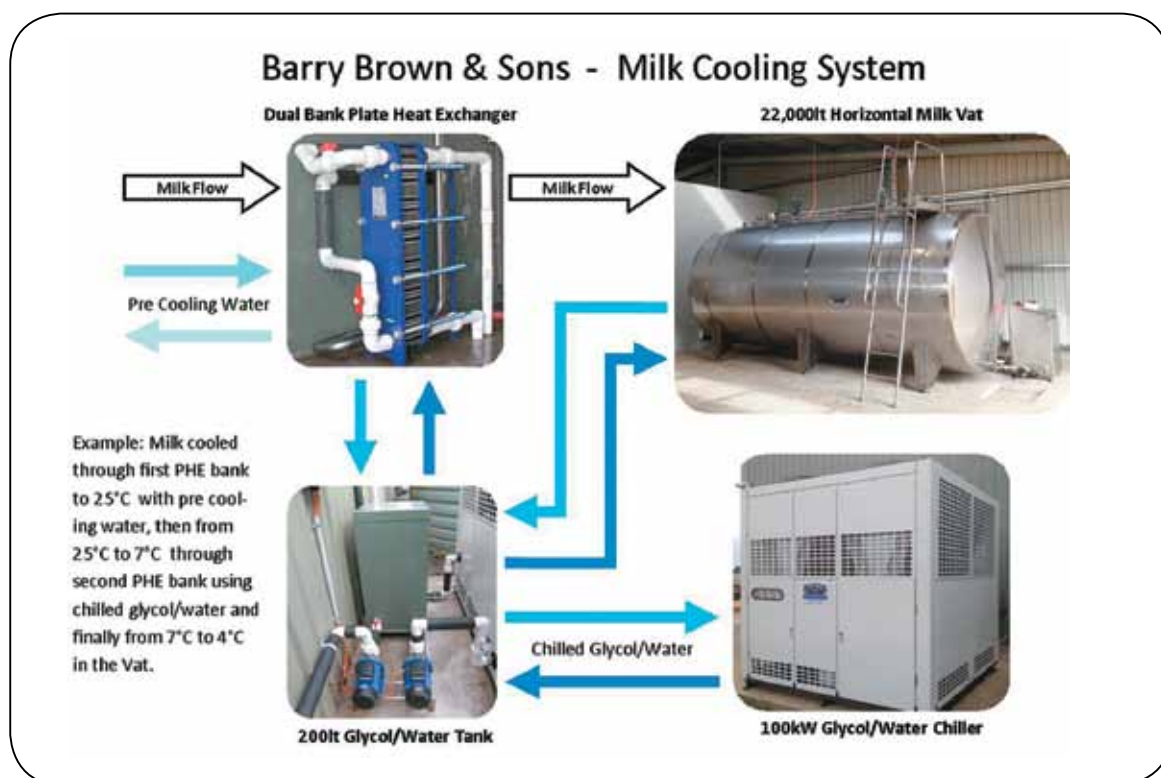 Barry Brown & Sons - Milk Cooling System
Dual Bank Plate Heat Exchanger
22,000lt Horizontal Milk Vat
Milk Flow
Milk Flow
Pre Cooling Water
Example: Milk cooled
through first PHE bank
to 25°C with pre cool-
ing water, then from
25°C to 7°C through
second PHE bank using
chilled glycol/water and
finally from 7°C to 4°C
in the Vat.
Chilled Glycol/Water
200lt Glycol/Water Tank
100kW Glycol/Water Chiller